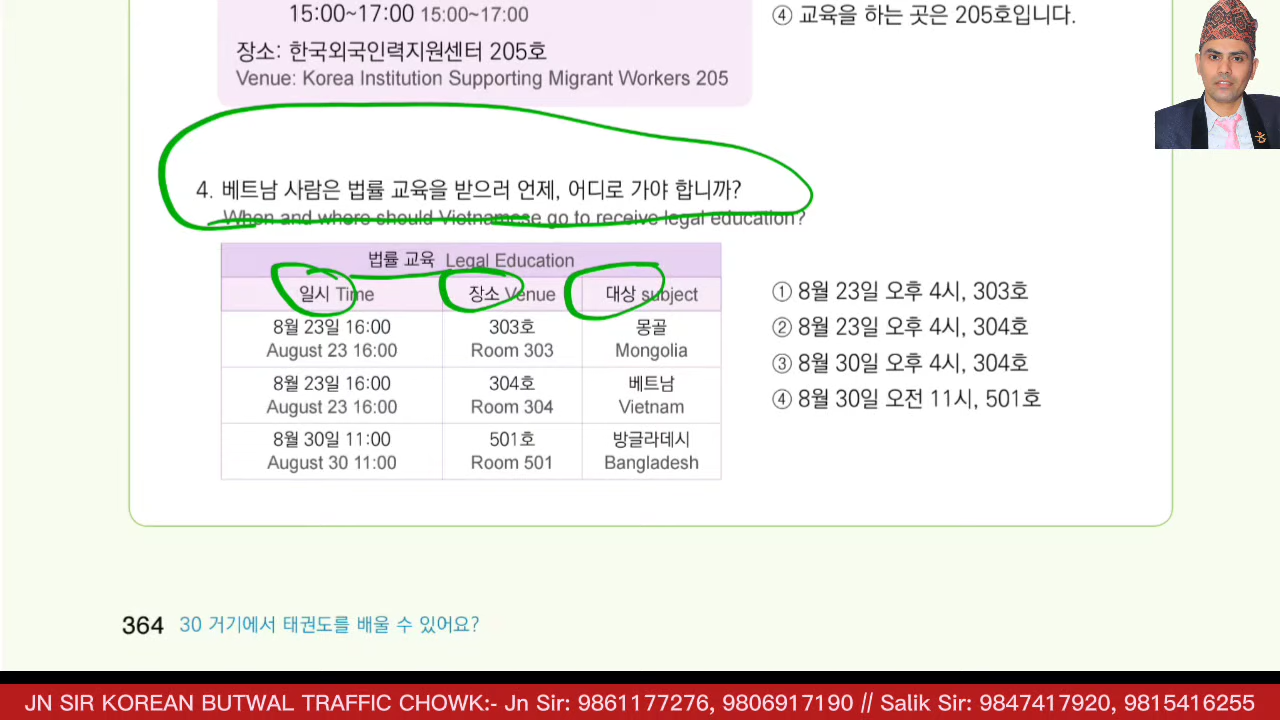 15:00~17:00 15:00~17:00
장소: 한국외국인력지원센터 205호
Venue: Korea Institution Supporting Migrant Workers 205
④ 교육을 하는 곳은 205호입니다.
4. 베트남 사람은 법률 교육을 받으러 언제, 어디로 가야 합니까?
When and where should Vietnamese go to receive legal education?
법률 교육 Legal Education
일시 Time 장소 Venue 대상 subject
8월 23일 16:00 303호 몽골
August 23 16:00 Room 303 Mongolia
8월 23일 16:00 304호 베트남
August 23 16:00 Room 304 Vietnam
8월 30일 11:00 501호 방글라데시
August 30 11:00 Room 501 Bangladesh
① 8월 23일 오후 4시, 303호
② 8월 23일 오후 4시, 304호
③ 8월 30일 오후 4시, 304호
④ 8월 30일 오전 11시, 501호
364 30 거기에서 태권도를 배울 수 있어요?
JN SIR KOREAN BUTWAL TRAFFIC CHOWK:- Jn Sir: 9861177276, 9806917190 // Salik Sir: 9847417920, 9815416255